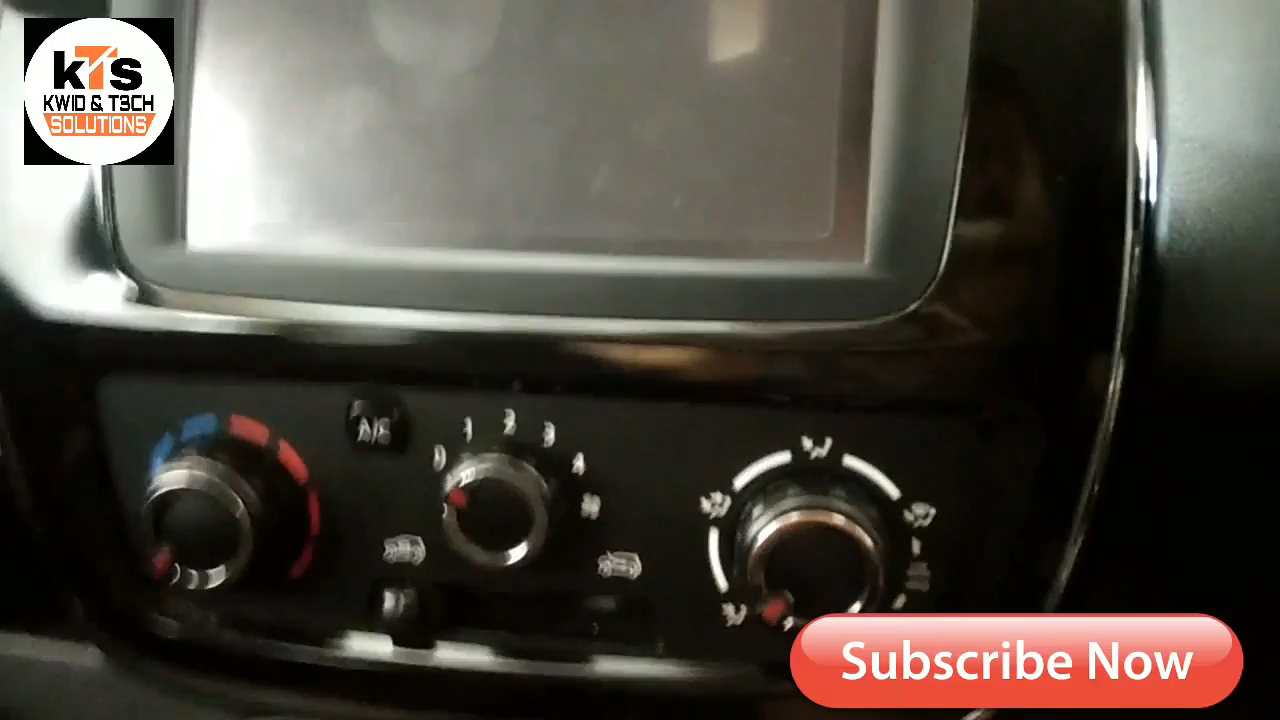 kTs
KWID & T3CH
SOLUTIONS
A/C
0 1 2 3 4
Subscribe Now